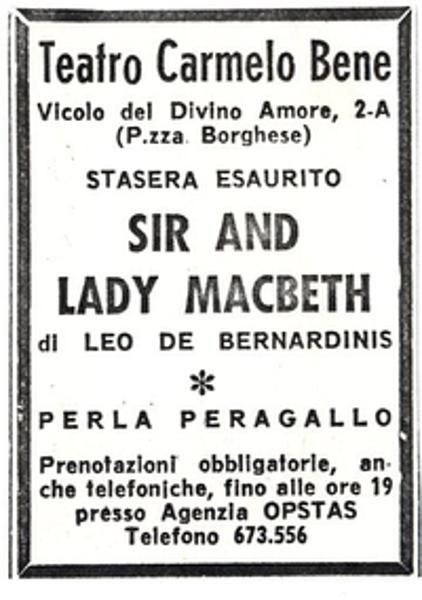 Teatro Carmelo Bene
Vicolo del Divino Amore, 2-A
(P.zza Borghese)
STASERA ESAURITO
SIR AND
LADY MACBETH
di LEO DE BERNARDINIS
*
PERLA PERAGALLO
Prenotazioni obbligatorie, an-
che telefoniche, fino alle ore 19
presso Agenzia OPSTAS
Telefono 673.556